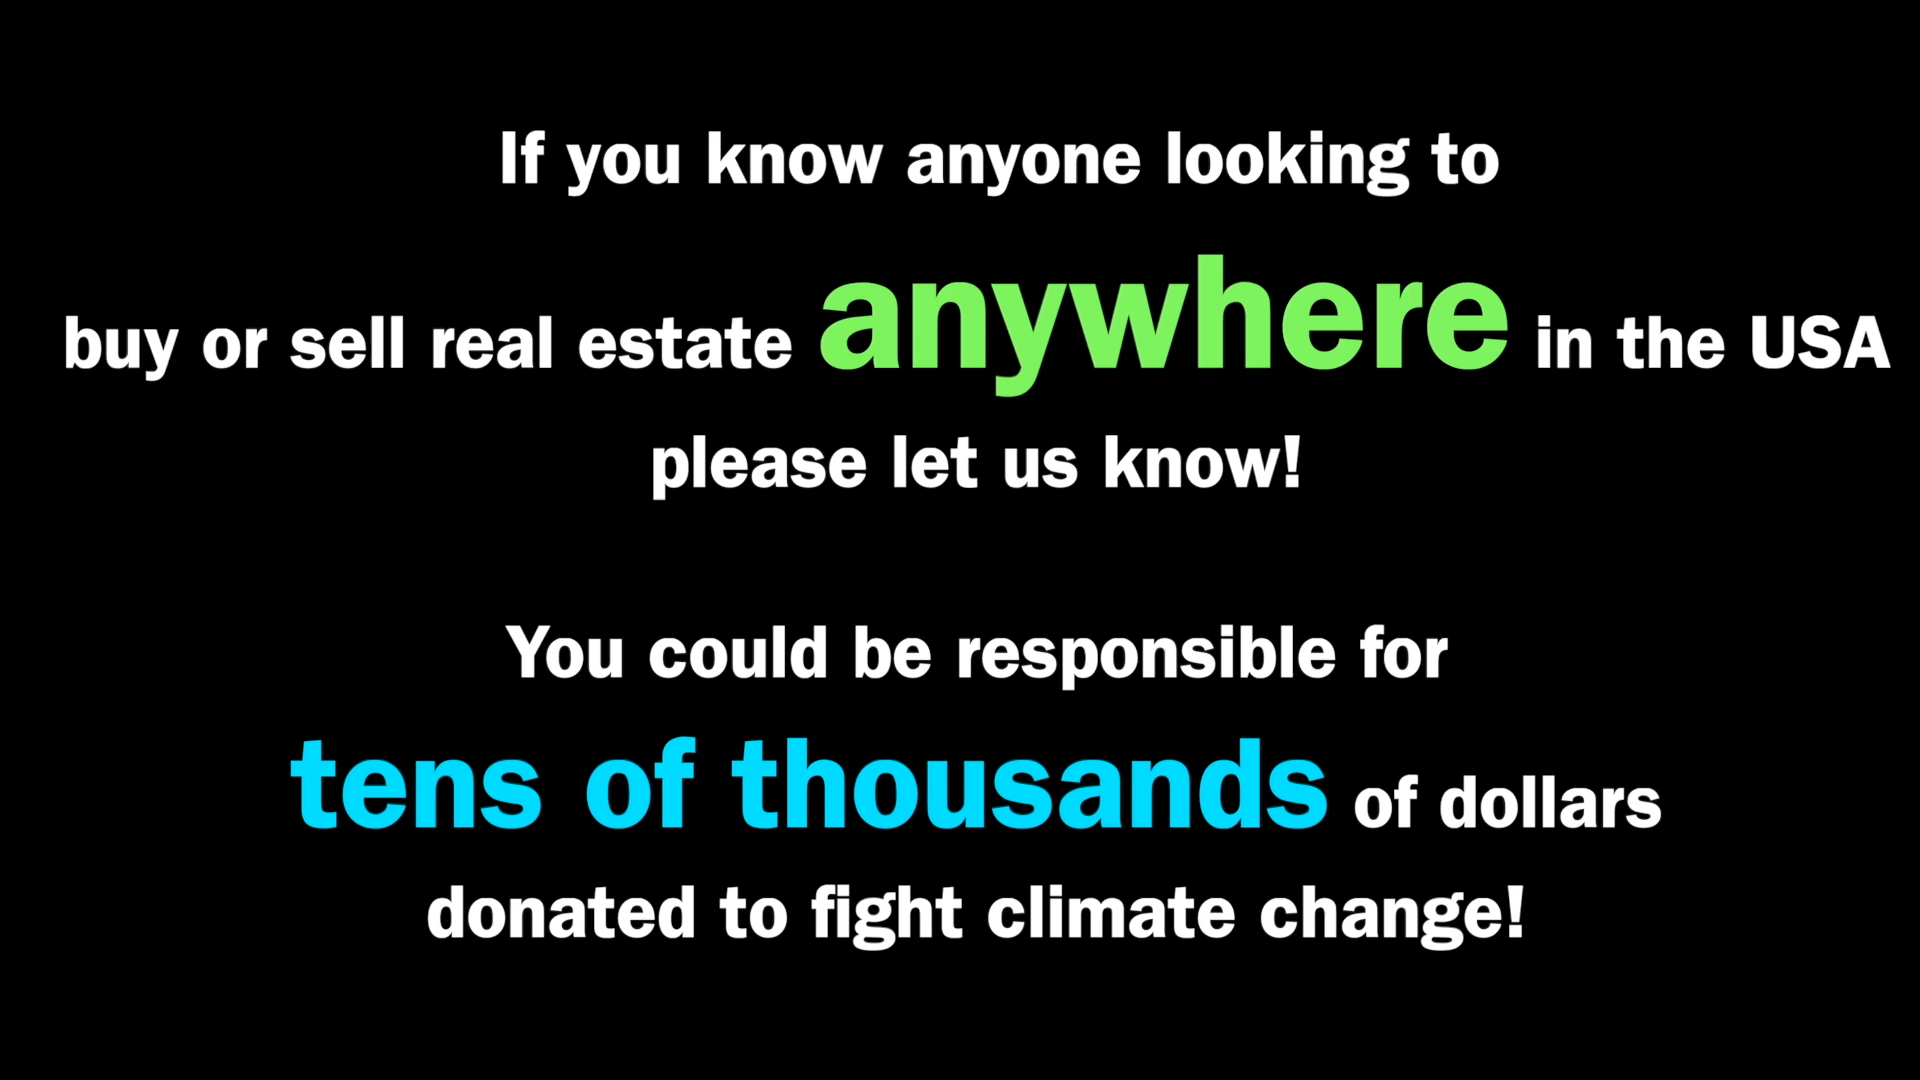 If you know anyone looking to
buy or sell real estate anywhere in the USA
please let us know!
You could be responsible for
tens of thousands of dollars
donated to fight climate change!